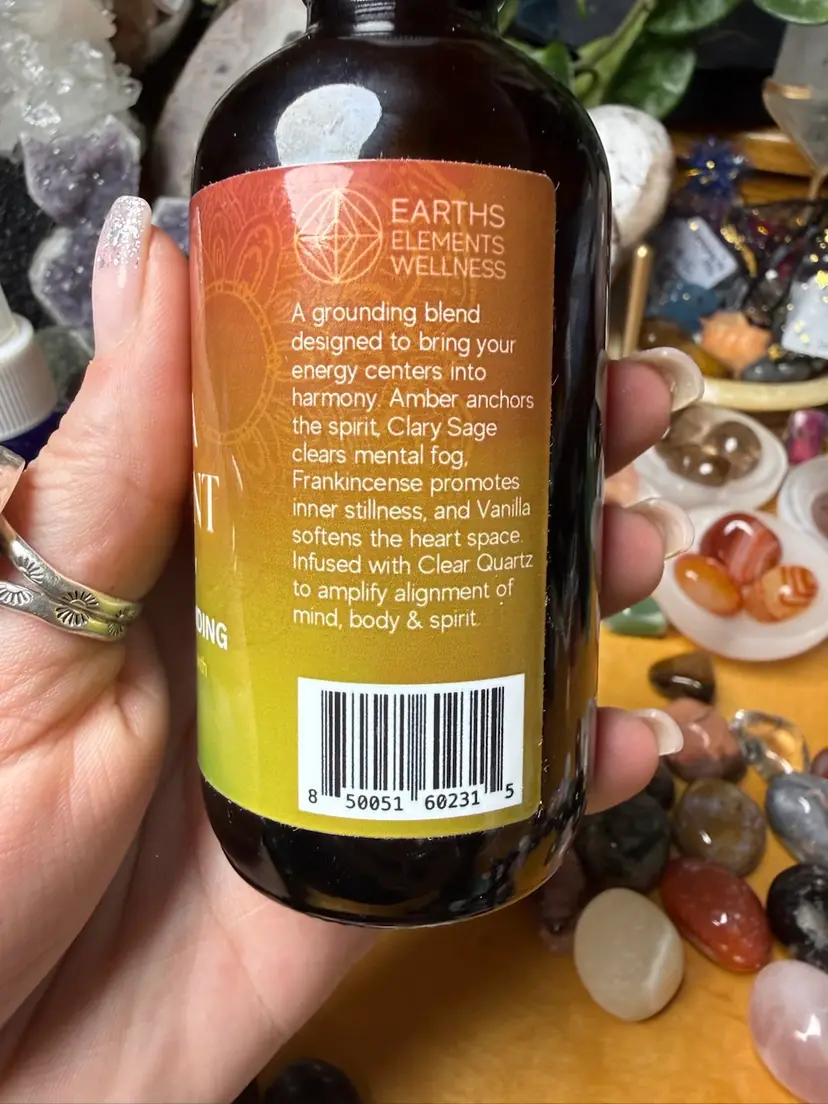 EARTHS
ELEMENTS
WELLNESS
A grounding blend
designed to bring your
energy centers into
harmony. Amber anchors
the spirit, Clary Sage
clears mental fog,
Frankincense promotes
inner stillness, and Vanilla
softens the heart space.
Infused with Clear Quartz
to amplify alignment of
mind, body & spirit
NT
DING
8 50051 60231 5